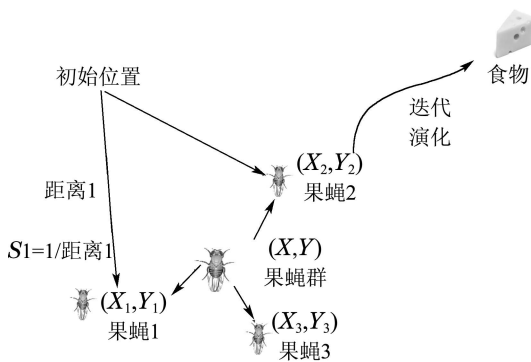 食物
初始位置
迭代
演化
(X₂,Y₂)
果蝇2
距离1
S1=1/距离1
(X,Y)
果蝇群
(X₁,Y₁)
果蝇1
(X₃,Y₃)
果蝇3